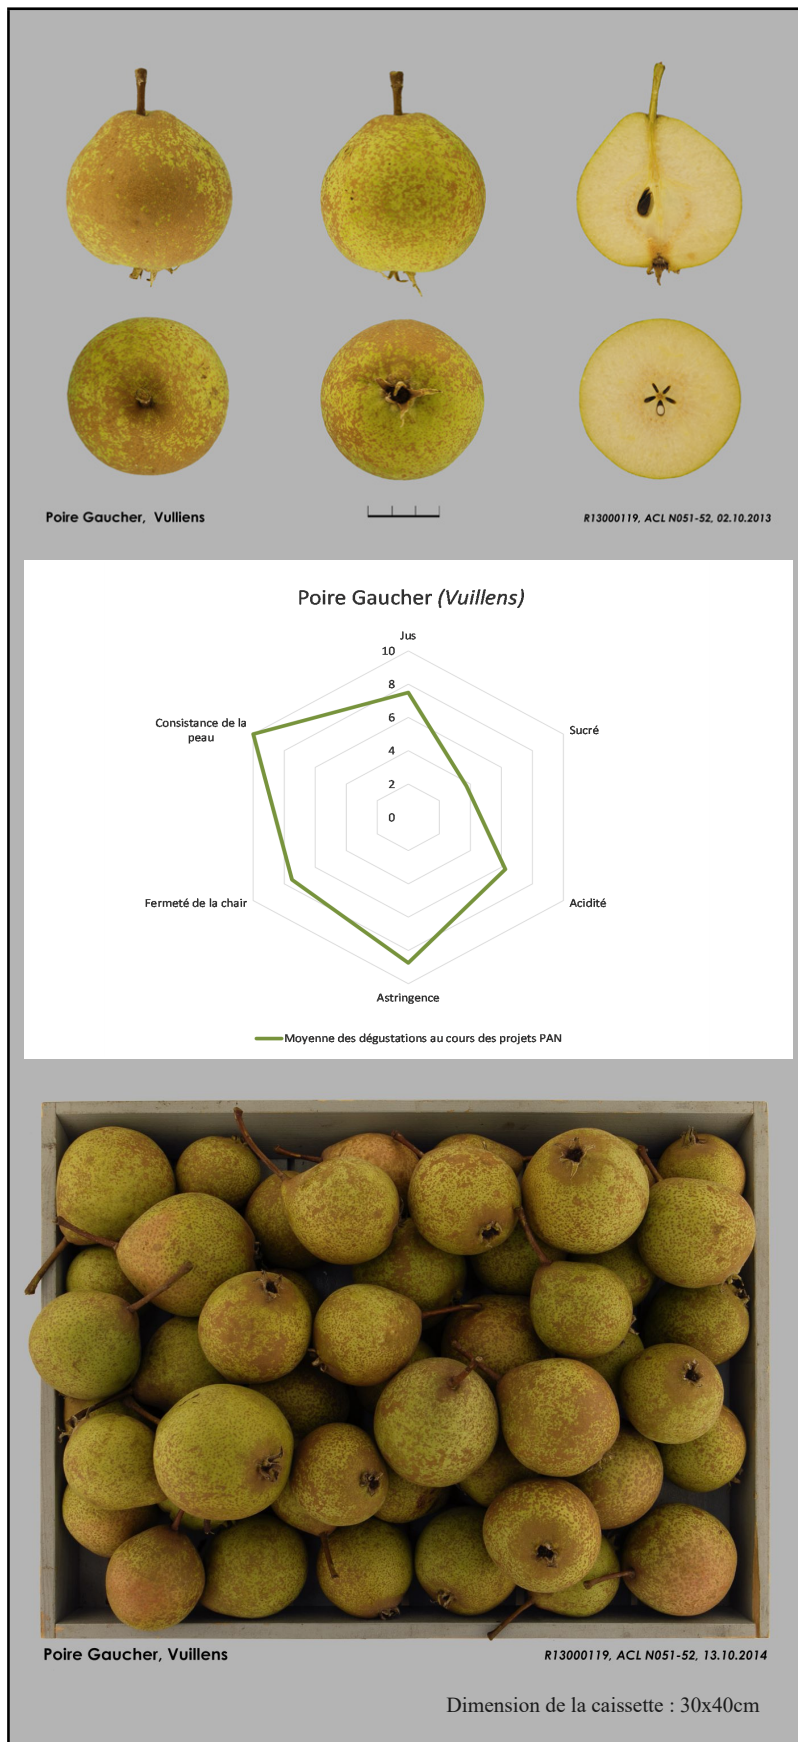 Poire Gaucher, Vulliens
R13000119, ACL N051-52, 02.10.2013
Poire Gaucher (Vuillens)
Jus
10
8
6
4
2
0
Sucré
Acidité
Astringence
Fermeté de la chair
Consistance de la
peau
Moyenne des dégustations au cours des projets PAN
Poire Gaucher, Vuillens
R13000119, ACL N051-52, 13.10.2014
Dimension de la caissette : 30x40cm